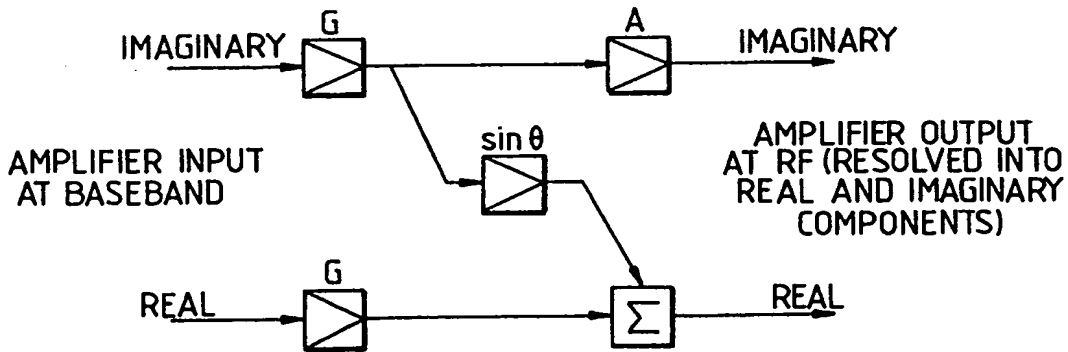 G
A
IMAGINARY
IMAGINARY
AMPLIFIER INPUT
AT BASEBAND
sin θ
AMPLIFIER OUTPUT
AT RF (RESOLVED INTO
REAL AND IMAGINARY
COMPONENTS)
G
REAL
Σ
REAL